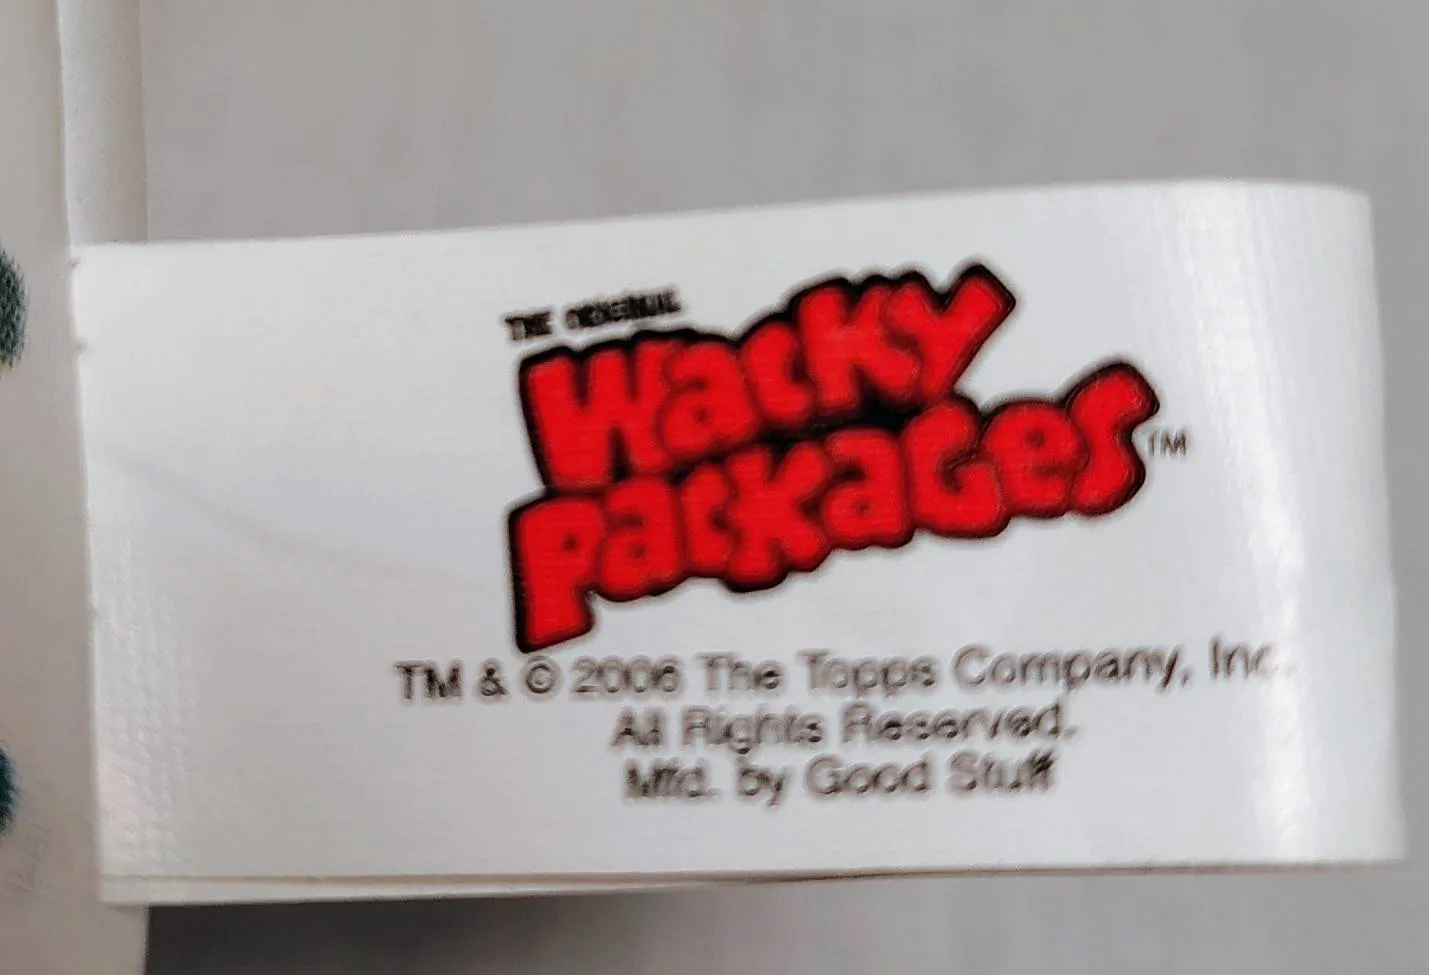 THE ORIGINAL
Wacky
Packages™
TM & © 2006 The Topps Company, Inc.
All Rights Reserved.
Mfd. by Good Stuff